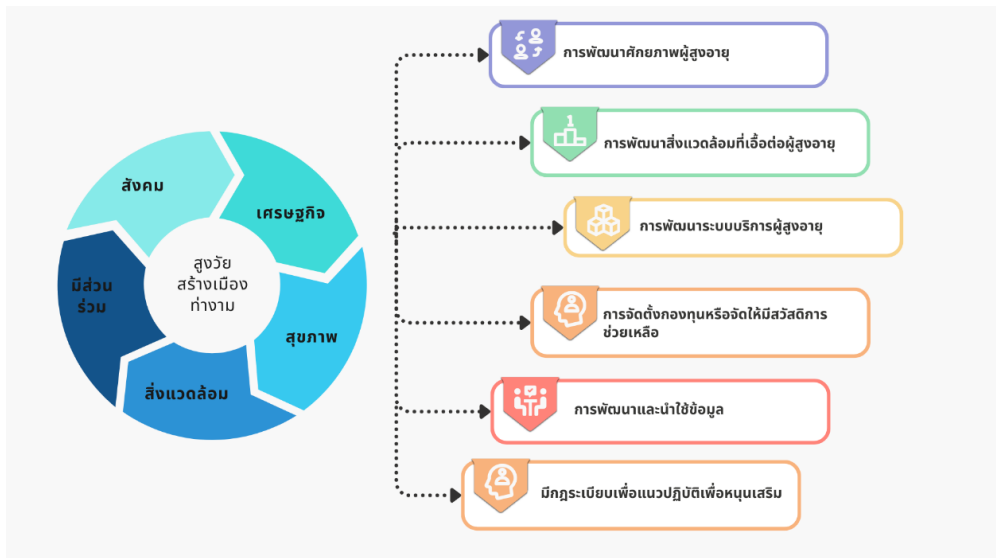 สังคม
เศรษฐกิจ
สุขภาพ
สิ่งแวดล้อม
มีส่วน
ร่วม
สูงวัย
สร้างเมือง
ท่างาม
การพัฒนาศักยภาพผู้สูงอายุ
1
การพัฒนาสิ่งแวดล้อมที่เอื้อต่อผู้สูงอายุ
การพัฒนาระบบบริการผู้สูงอายุ
การจัดตั้งกองทุนหรือจัดให้มีสวัสดิการ
ช่วยเหลือ
การพัฒนาและนำใช้ข้อมูล
มีกฎระเบียบเพื่อแนวปฏิบัติเพื่อหนุนเสริม